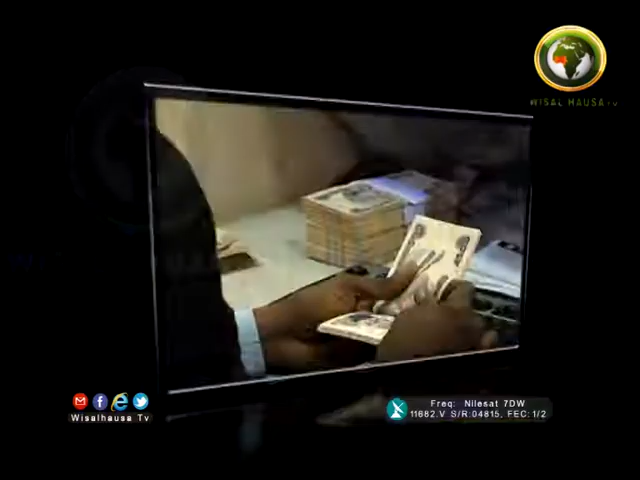 WISAL HAUSA TV
Wisalhausa Tv
Freq: Nilesat 7DW
11682.V S/R:04815, FEC:1/2